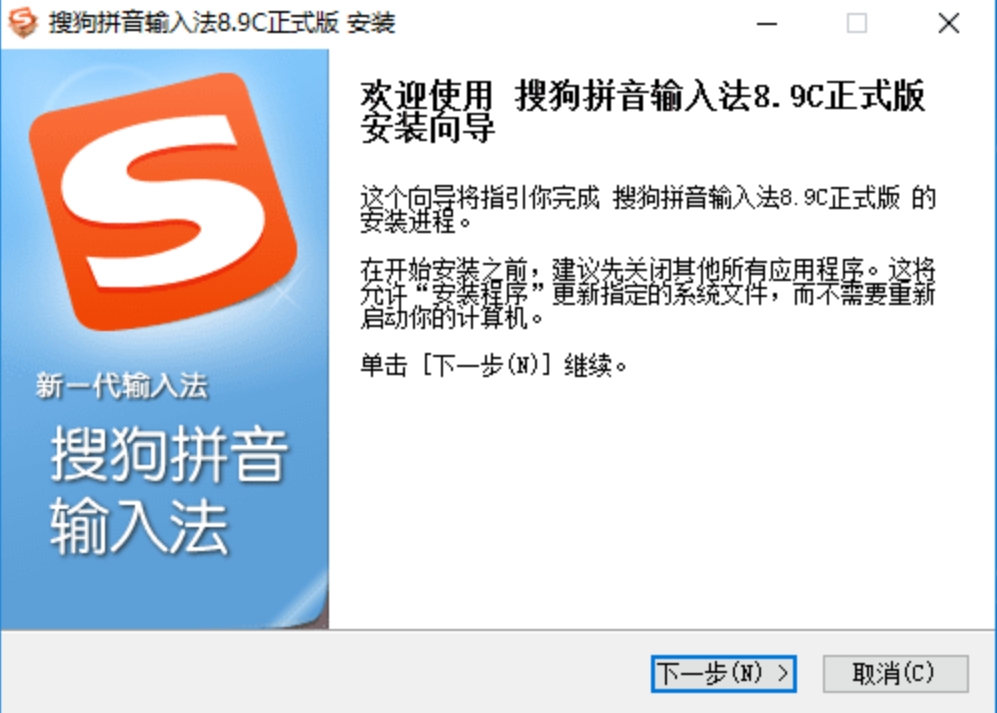 搜狗拼音输入法8.9C正式版 安装
欢迎使用 搜狗拼音输入法8.9C正式版
安装向导
这个向导将指引你完成 搜狗拼音输入法8.9C正式版 的
安装进程。
在开始安装之前，建议先关闭其他所有应用程序。这将
允许“安装程序”更新指定的系统文件，而不需要重新
启动你的计算机。
单击 [下一步(N)] 继续。
新一代输入法
搜狗拼音
输入法
下一步(N) >
取消(C)